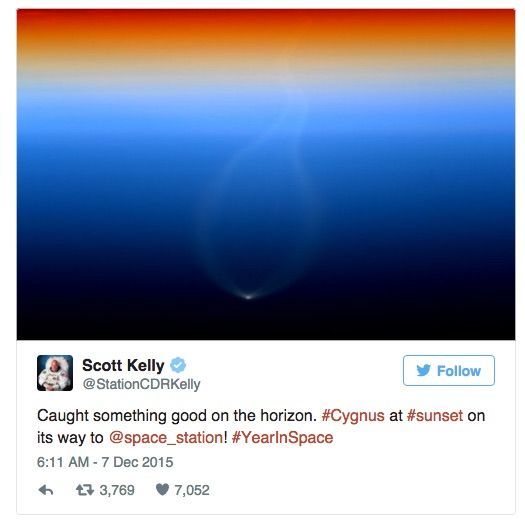 Scott Kelly
@StationCDRKelly
Follow
Caught something good on the horizon. #Cygnus at #sunset on
its way to @space_station! #YearInSpace
6:11 AM - 7 Dec 2015
3,769 7,052